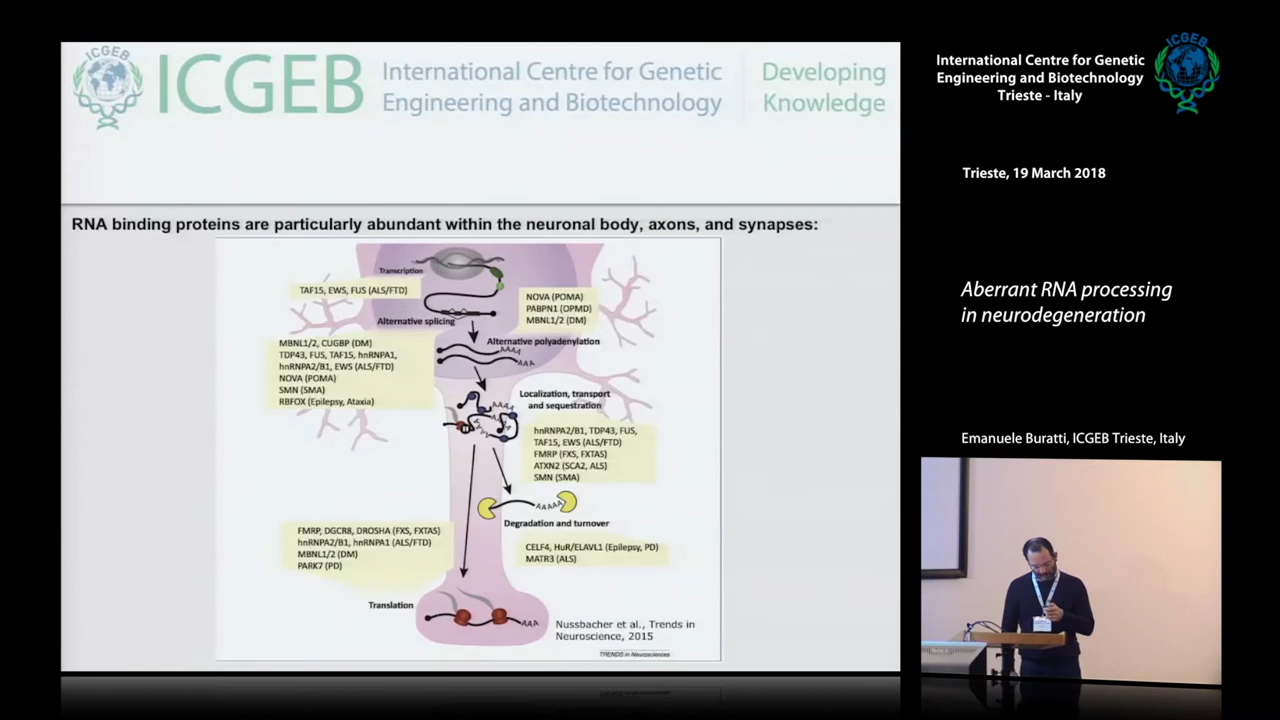 ICGEB
ICGEB
International Centre for Genetic
Engineering and Biotechnology
Developing
Knowledge
RNA binding proteins are particularly abundant within the neuronal body, axons, and synapses:
Transcription
TAF15, EWS, FUS (ALS/FTD)
NOVA (POMA)
PABPN1 (OPMD)
MBNL1/2 (DM)
Alternative splicing
Alternative polyadenylation
MBNL1/2, CUGBP (DM)
TDP43, FUS, TAF15, hnRNPA1,
hnRNPA2/B1, EWS (ALS/FTD)
NOVA (POMA)
SMN (SMA)
RBFOX (Epilepsy, Ataxia)
AAAA
AAA
Localization, transport
and sequestration
AAAA
hnRNPA2/B1, TDP43, FUS,
TAF15, EWS (ALS/FTD)
FMRP (FXS, FXTAS)
ATXN2 (SCA2, ALS)
SMN (SMA)
AAAAA
Degradation and turnover
CELF4, HuR/ELAVL1 (Epilepsy, PD)
MATR3 (ALS)
FMRP, DGCR8, DROSHA (FXS, FXTAS)
hnRNPA2/B1, hnRNPA1 (ALS/FTD)
MBNL1/2 (DM)
PARK7 (PD)
Translation
AAA
Nussbacher et al., Trends in
Neuroscience, 2015
TRENDS in Neurosciences
International Centre for Genetic
Engineering and Biotechnology
Trieste - Italy
ICGEB
Trieste, 19 March 2018
Aberrant RNA processing
in neurodegeneration
Emanuele Buratti, ICGEB Trieste, Italy